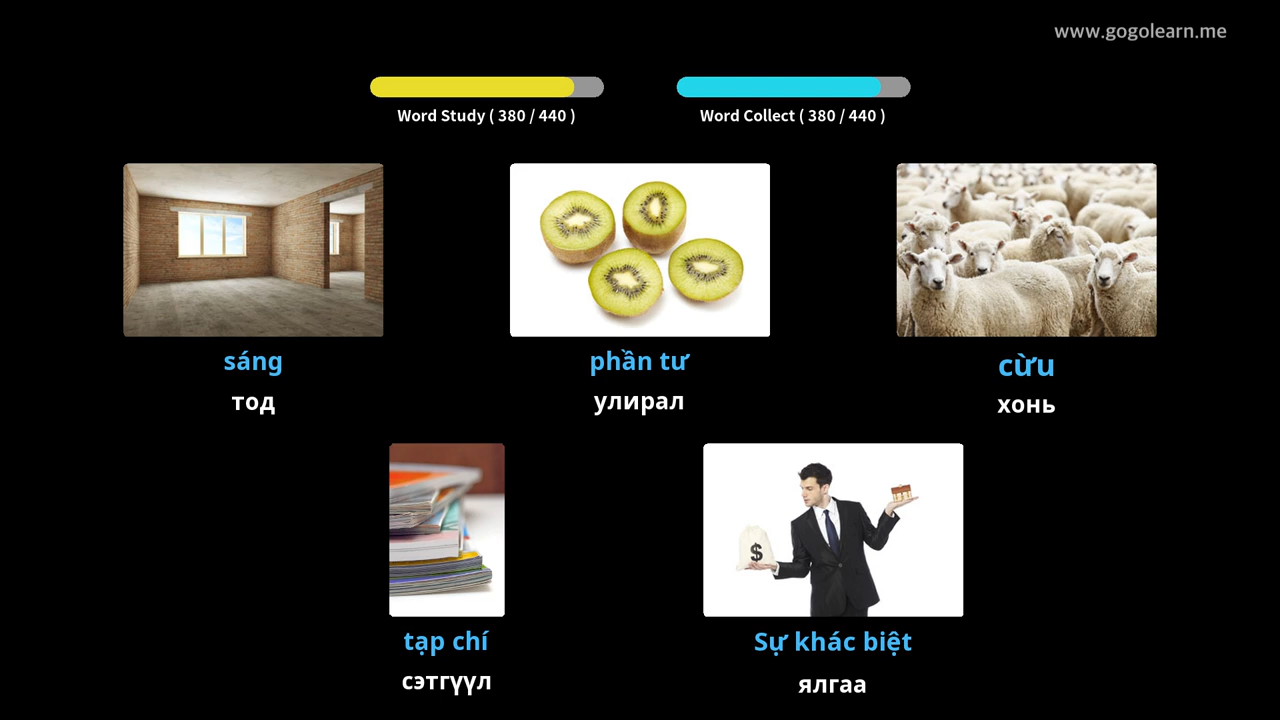 www.gogolearn.me
Word Study ( 380 / 440 )
Word Collect ( 380 / 440 )
sáng
тод
phần tư
улирал
cừu
хонь
$
tạp chí
сэтгүүл
Sự khác biệt
ялгаа